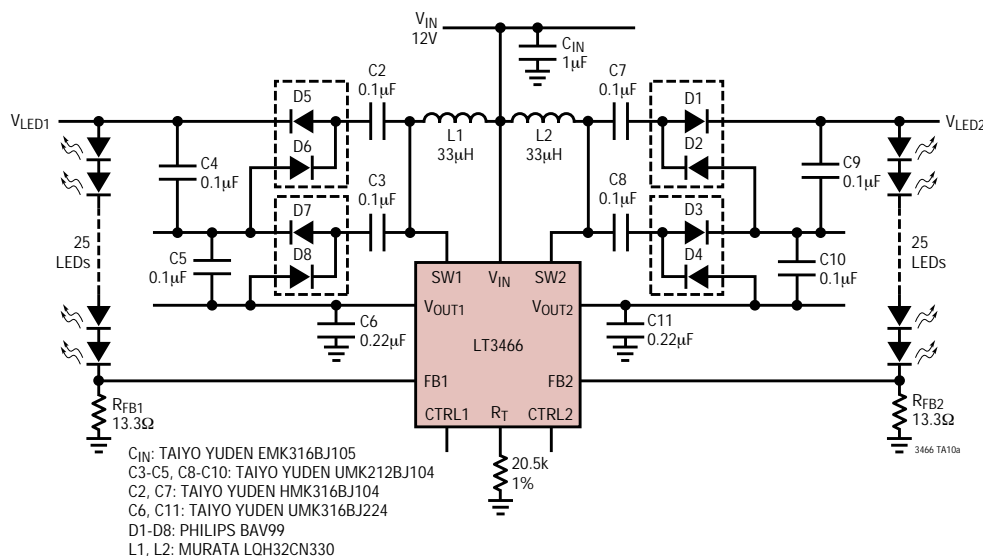 VIN
12V
CIN
1µF
C2
0.1µF
C7
0.1µF
D5
D6
D1
D2
VLED1
VLED2
L1
33µH
L2
33µH
C4
0.1µF
C9
0.1µF
C3
0.1µF
C8
0.1µF
D7
D8
D3
D4
25
LEDs
25
LEDs
C5
0.1µF
C10
0.1µF
SW1
VIN
SW2
VOUT1
VOUT2
C6
0.22µF
C11
0.22µF
LT3466
FB1
FB2
RFB1
13.3Ω
CTRL1
RT
CTRL2
RFB2
13.3Ω
20.5k
1%
3466 TA10a
CIN: TAIYO YUDEN EMK316BJ105
C3-C5, C8-C10: TAIYO YUDEN UMK212BJ104
C2, C7: TAIYO YUDEN HMK316BJ104
C6, C11: TAIYO YUDEN UMK316BJ224
D1-D8: PHILIPS BAV99
L1, L2: MURATA LQH32CN330